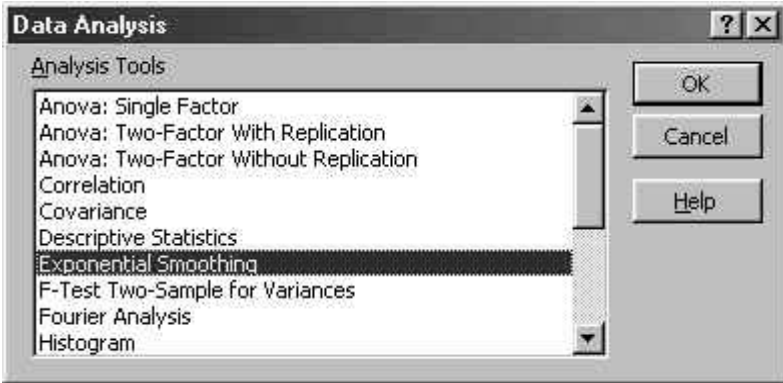 Data Analysis
? X
Analysis Tools
Anova: Single Factor
Anova: Two-Factor With Replication
Anova: Two-Factor Without Replication
Correlation
Covariance
Descriptive Statistics
Exponential Smoothing
F-Test Two-Sample for Variances
Fourier Analysis
Histogram
OK
Cancel
Help